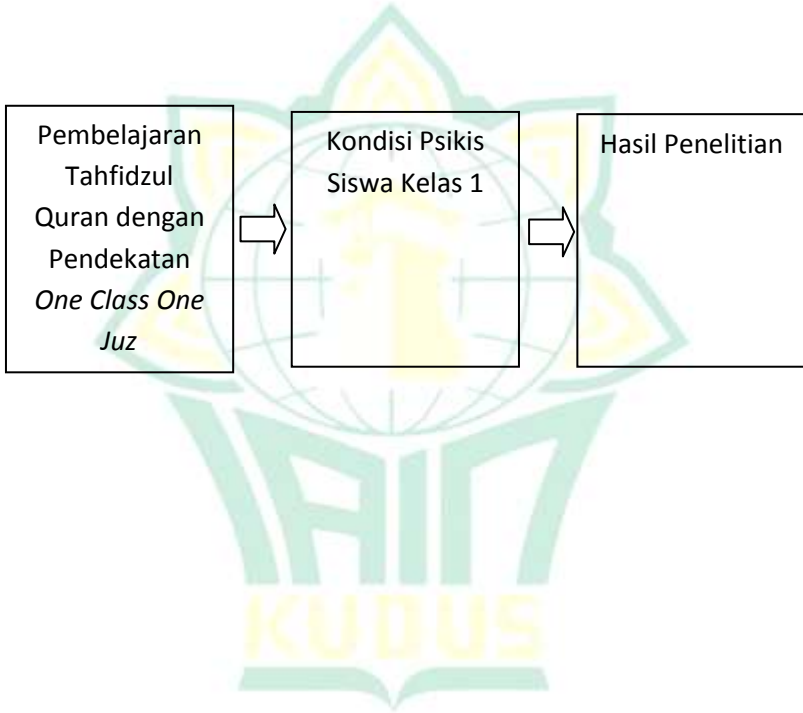 Pembelajaran
Tahfidzul
Quran dengan
Pendekatan
One Class One
Juz
Kondisi Psikis
Siswa Kelas 1
Hasil Penelitian
IAIN
KUDUS